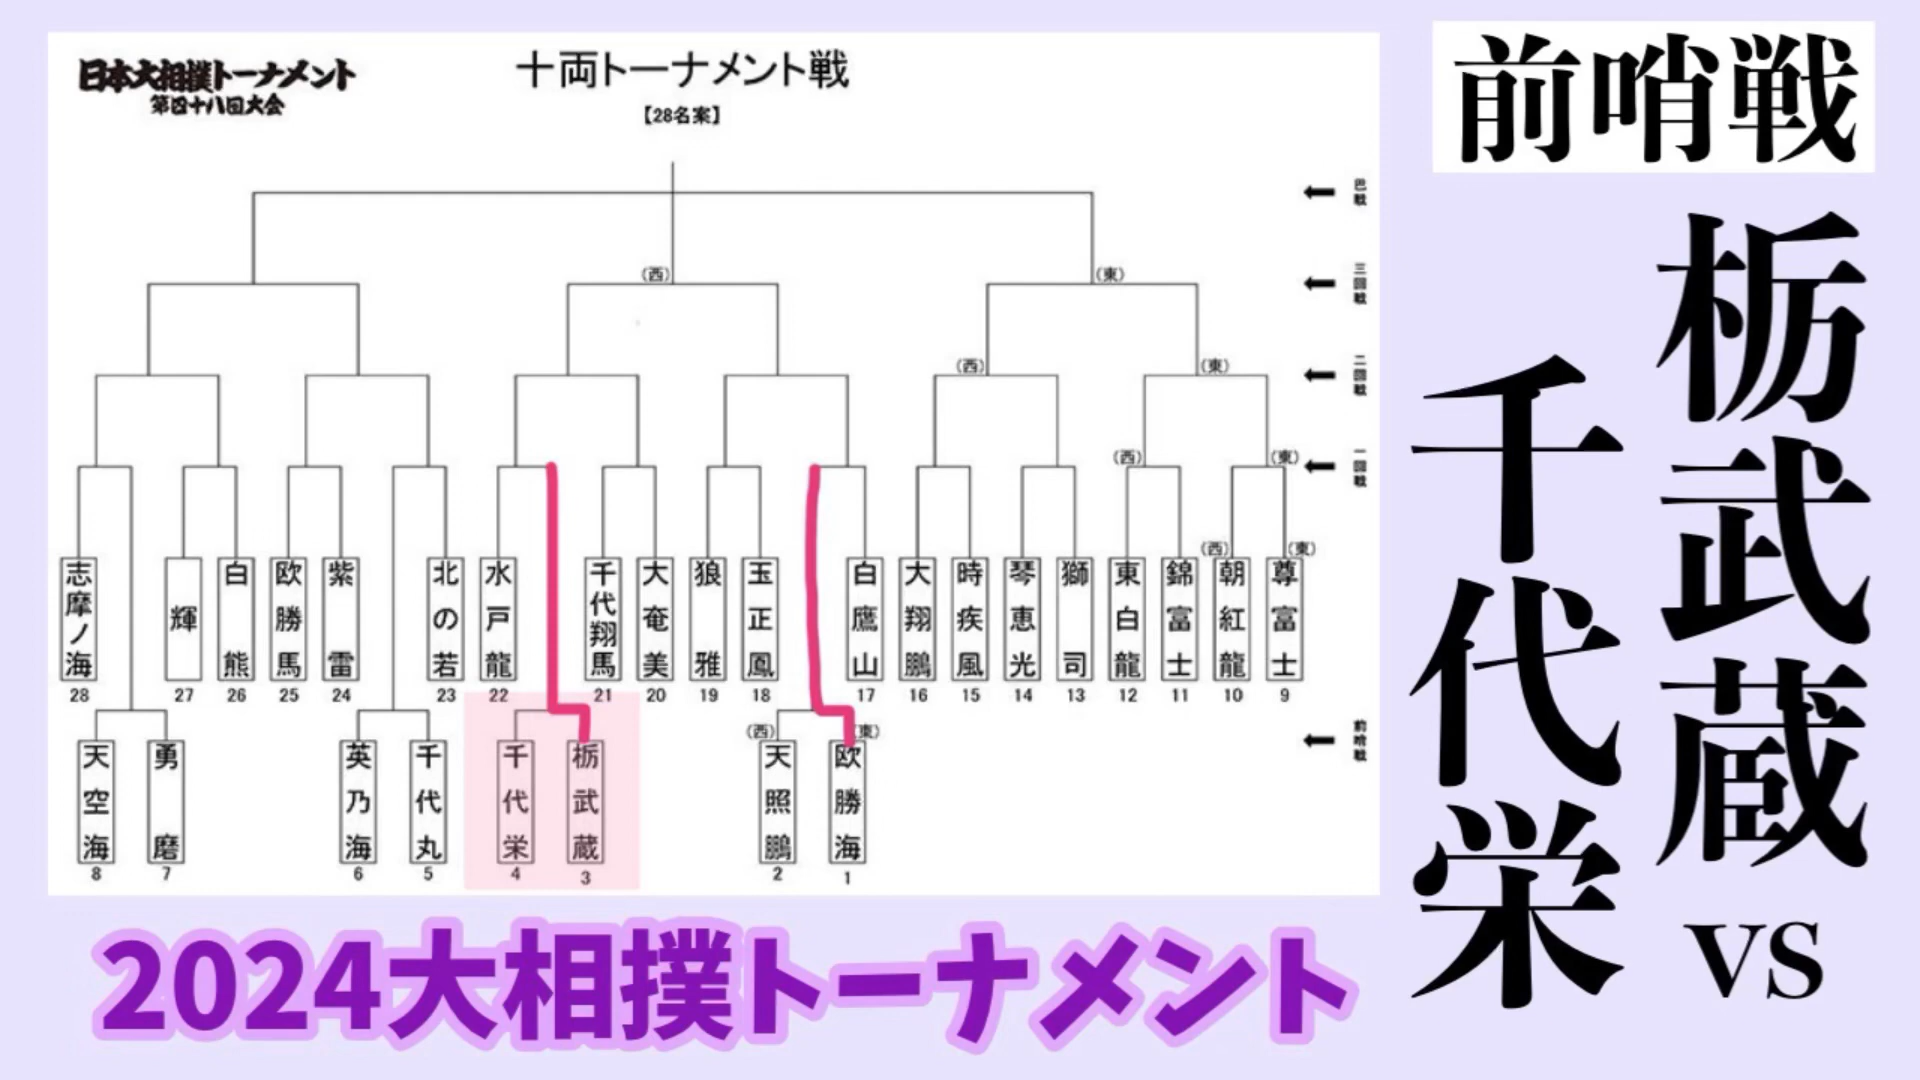 日本大相撲トーナメント
第四十八回大会
十両トーナメント戦
【28名案】
前哨戦
栃武蔵 vs
千代栄
巴戦
(西)
(東)
三回戦
(西)
(東)
二回戦
(西)
(東)
一回戦
(西)
(東)
志摩ノ海
輝
白熊
欧勝馬
紫雷
北の若
水戸龍
千代翔馬
大奄美
狼雅
玉正鳳
白鷹山
大翔鵬
時疾風
琴恵光
獅司
東白龍
錦富士
朝紅龍
尊富士
28 27 26 25 24 23 22 21 20 19 18 17 16 15 14 13 12 11 10 9
(西)
(東)
前哨戦
天空海
勇磨
英乃海
千代丸
千代栄
栃武蔵
天照鵬
欧勝海
8 7 6 5 4 3 2 1
2024大相撲トーナメント